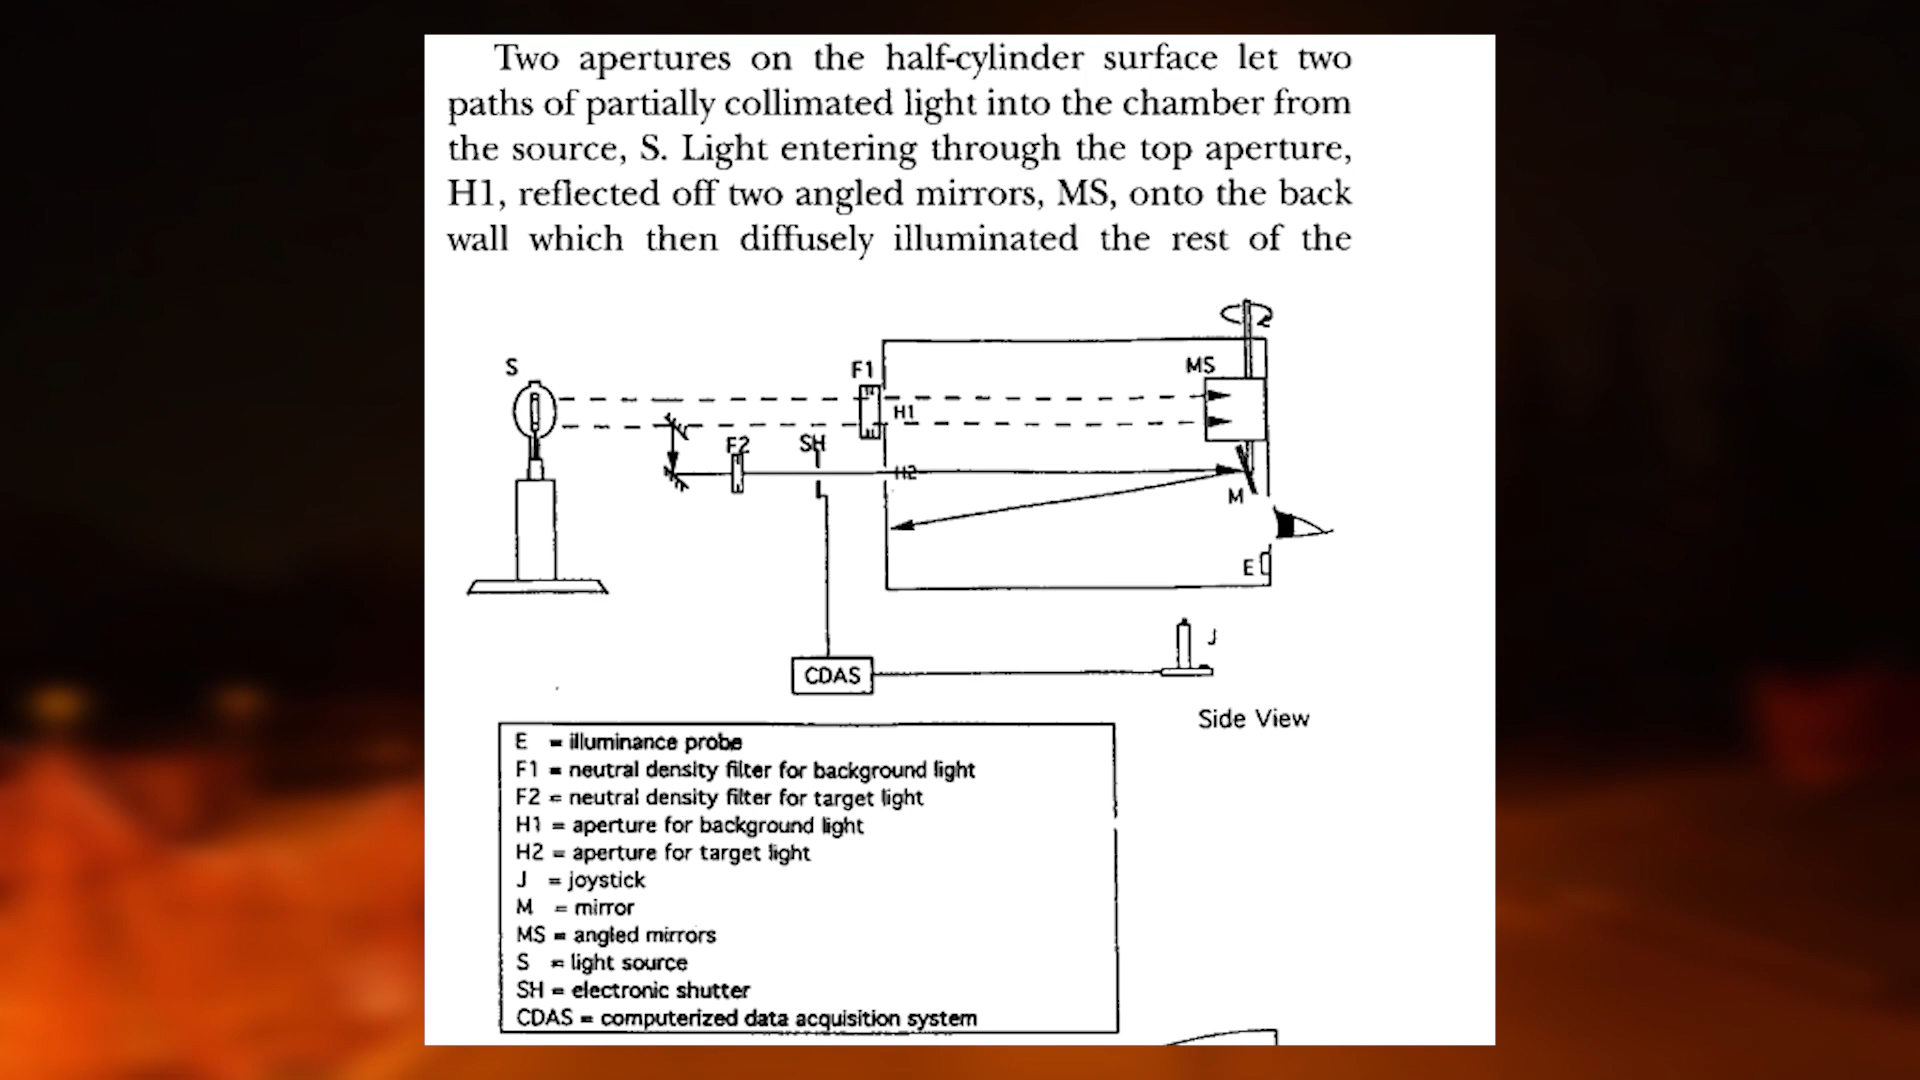 Two apertures on the half-cylinder surface let two
paths of partially collimated light into the chamber from
the source, S. Light entering through the top aperture,
H1, reflected off two angled mirrors, MS, onto the back
wall which then diffusely illuminated the rest of the
S
F1
MS
H1
F2
SH
H2
M
E
J
CDAS
Side View
E = illuminance probe
F1 = neutral density filter for background light
F2 = neutral density filter for target light
H1 = aperture for background light
H2 = aperture for target light
J = joystick
M = mirror
MS = angled mirrors
S = light source
SH = electronic shutter
CDAS = computerized data acquisition system